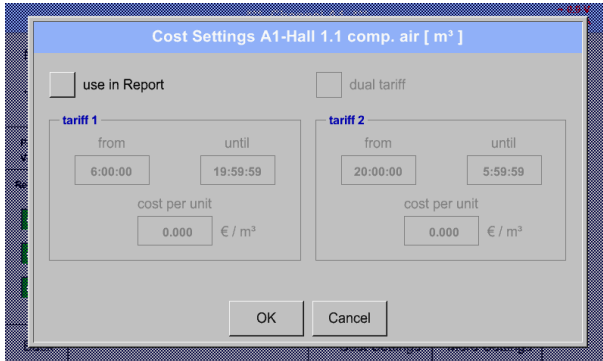 Cost Settings A1-Hall 1.1 comp. air [ m³ ]
use in Report
dual tariff
tariff 1
from
until
6:00:00
19:59:59
cost per unit
0.000
€ / m³
tariff 2
from
until
20:00:00
5:59:59
cost per unit
0.000
€ / m³
OK
Cancel